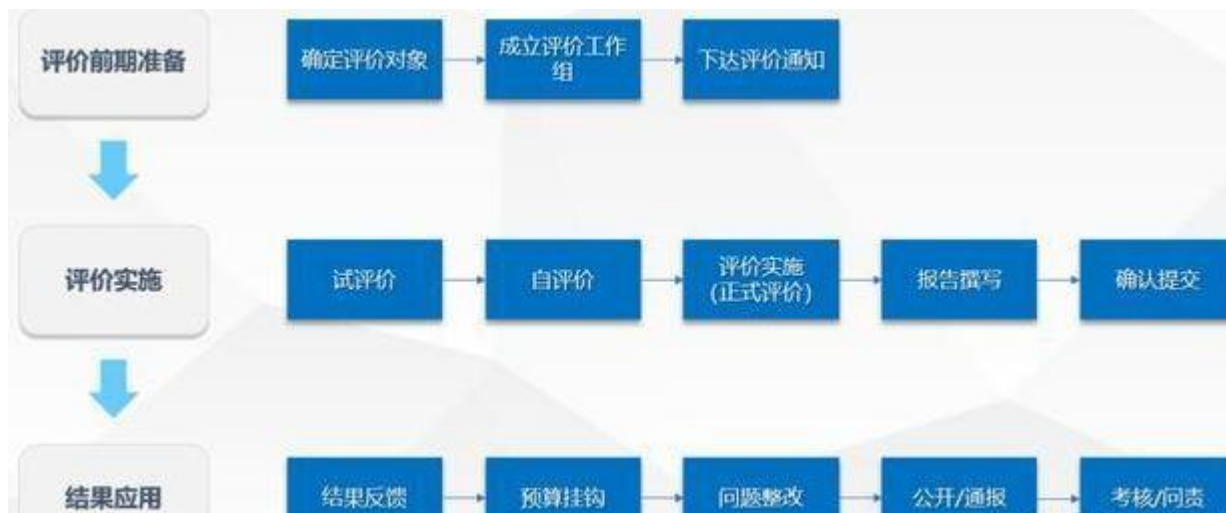 评价前期准备
确定评价对象
成立评价工作
组
下达评价通知
评价实施
试评价
自评价
评价实施
(正式评价)
报告撰写
确认提交
结果应用
结果反馈
预算挂钩
问题整改
公开/通报
考核/问责